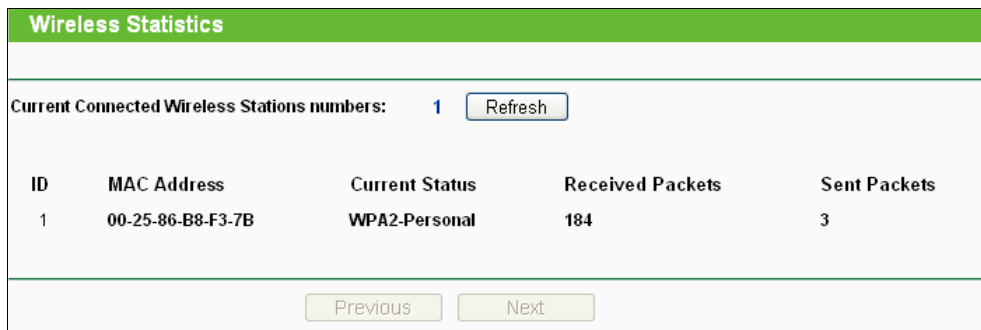 Wireless Statistics
Current Connected Wireless Stations numbers: 1 Refresh
ID MAC Address Current Status Received Packets Sent Packets
1 00-25-86-B8-F3-7B WPA2-Personal 184 3
Previous Next